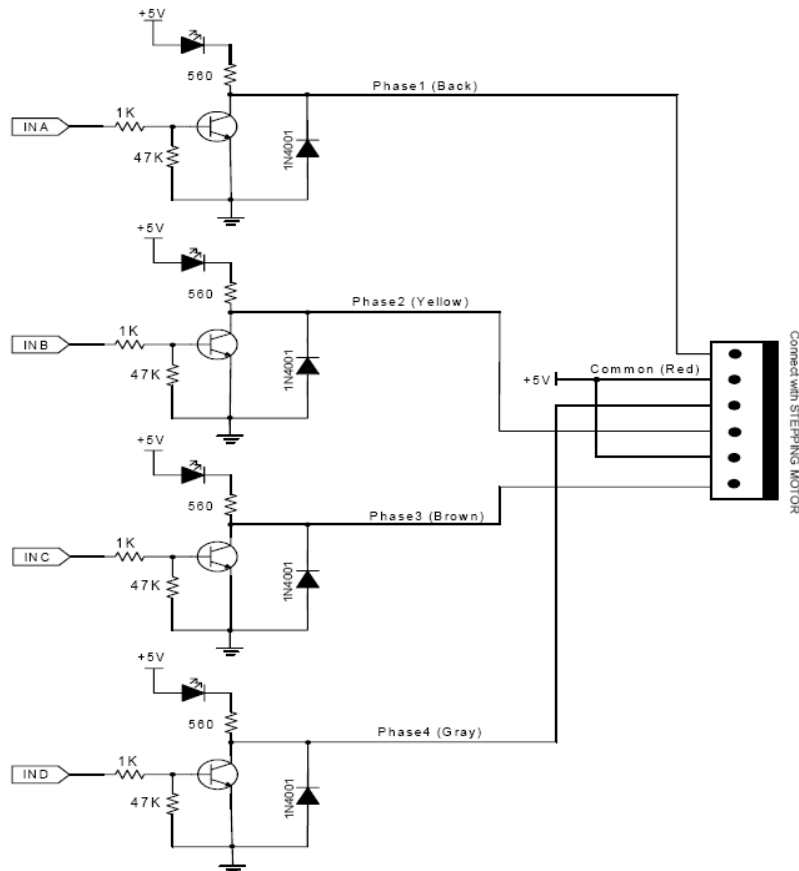 +5V
560
Phase1 (Back)
1K
INA
47K
1N4001
+5V
560
Phase2 (Yellow)
1K
INB
47K
1N4001
Common (Red)
+5V
Connect with STEPPING MOTOR
+5V
560
Phase3 (Brown)
1K
INC
47K
1N4001
+5V
560
Phase4 (Gray)
1K
IND
47K
1N4001